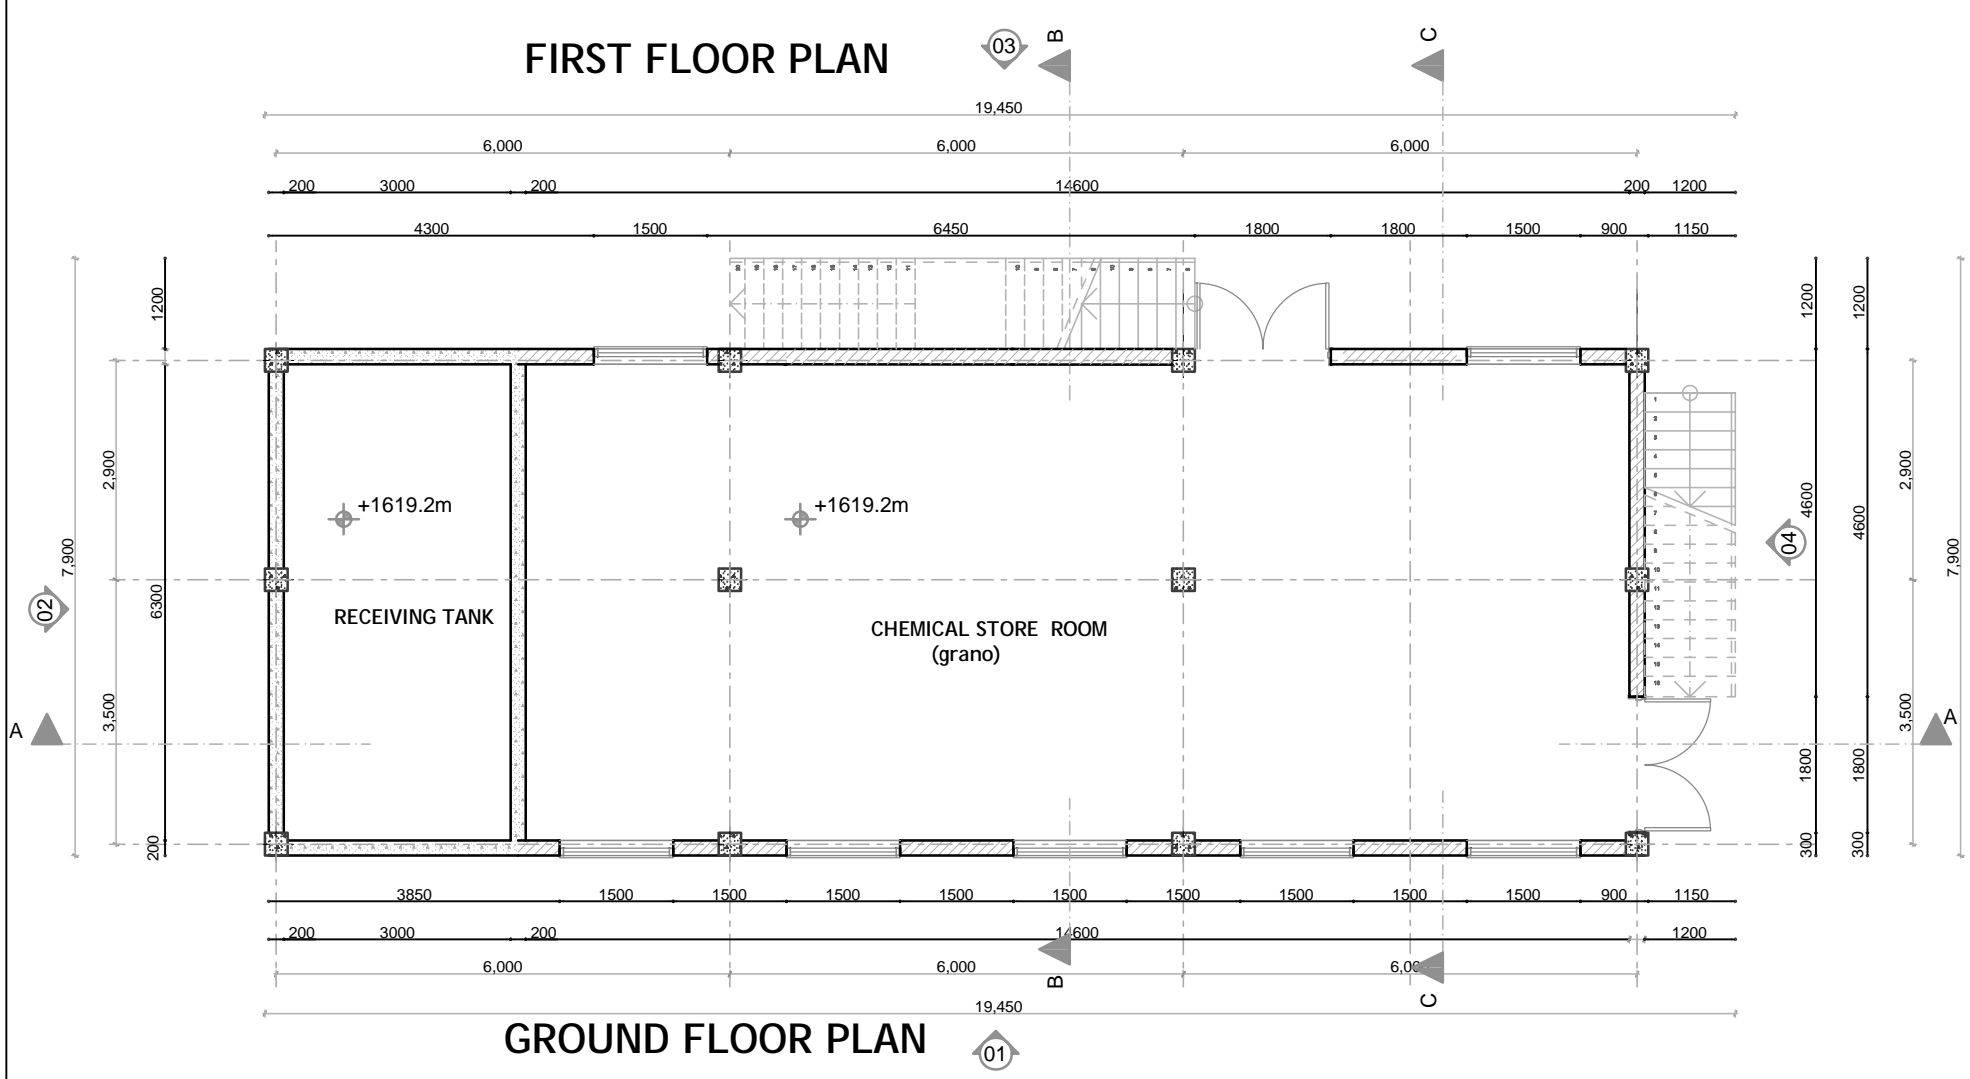 FIRST FLOOR PLAN
03
B
C
19,450
6,000 6,000 6,000
200 3000 200 14600 200 1200
4300 1500 6450 1800 1800 1500 900 1150
1200
2,900
7,900
6300
3,500
200
02
A
+1619.2m
+1619.2m
RECEIVING TANK
CHEMICAL STORE ROOM
(grano)
04
1200
4600
1800
300
1200
4600
1800
300
2,900
3,500
7,900
A
3850 1500 1500 1500 1500 1500 1500 1500 1500 1500 900 1150
200 3000 200 14600 1200
6,000 6,000
B
C
19,450
GROUND FLOOR PLAN
01